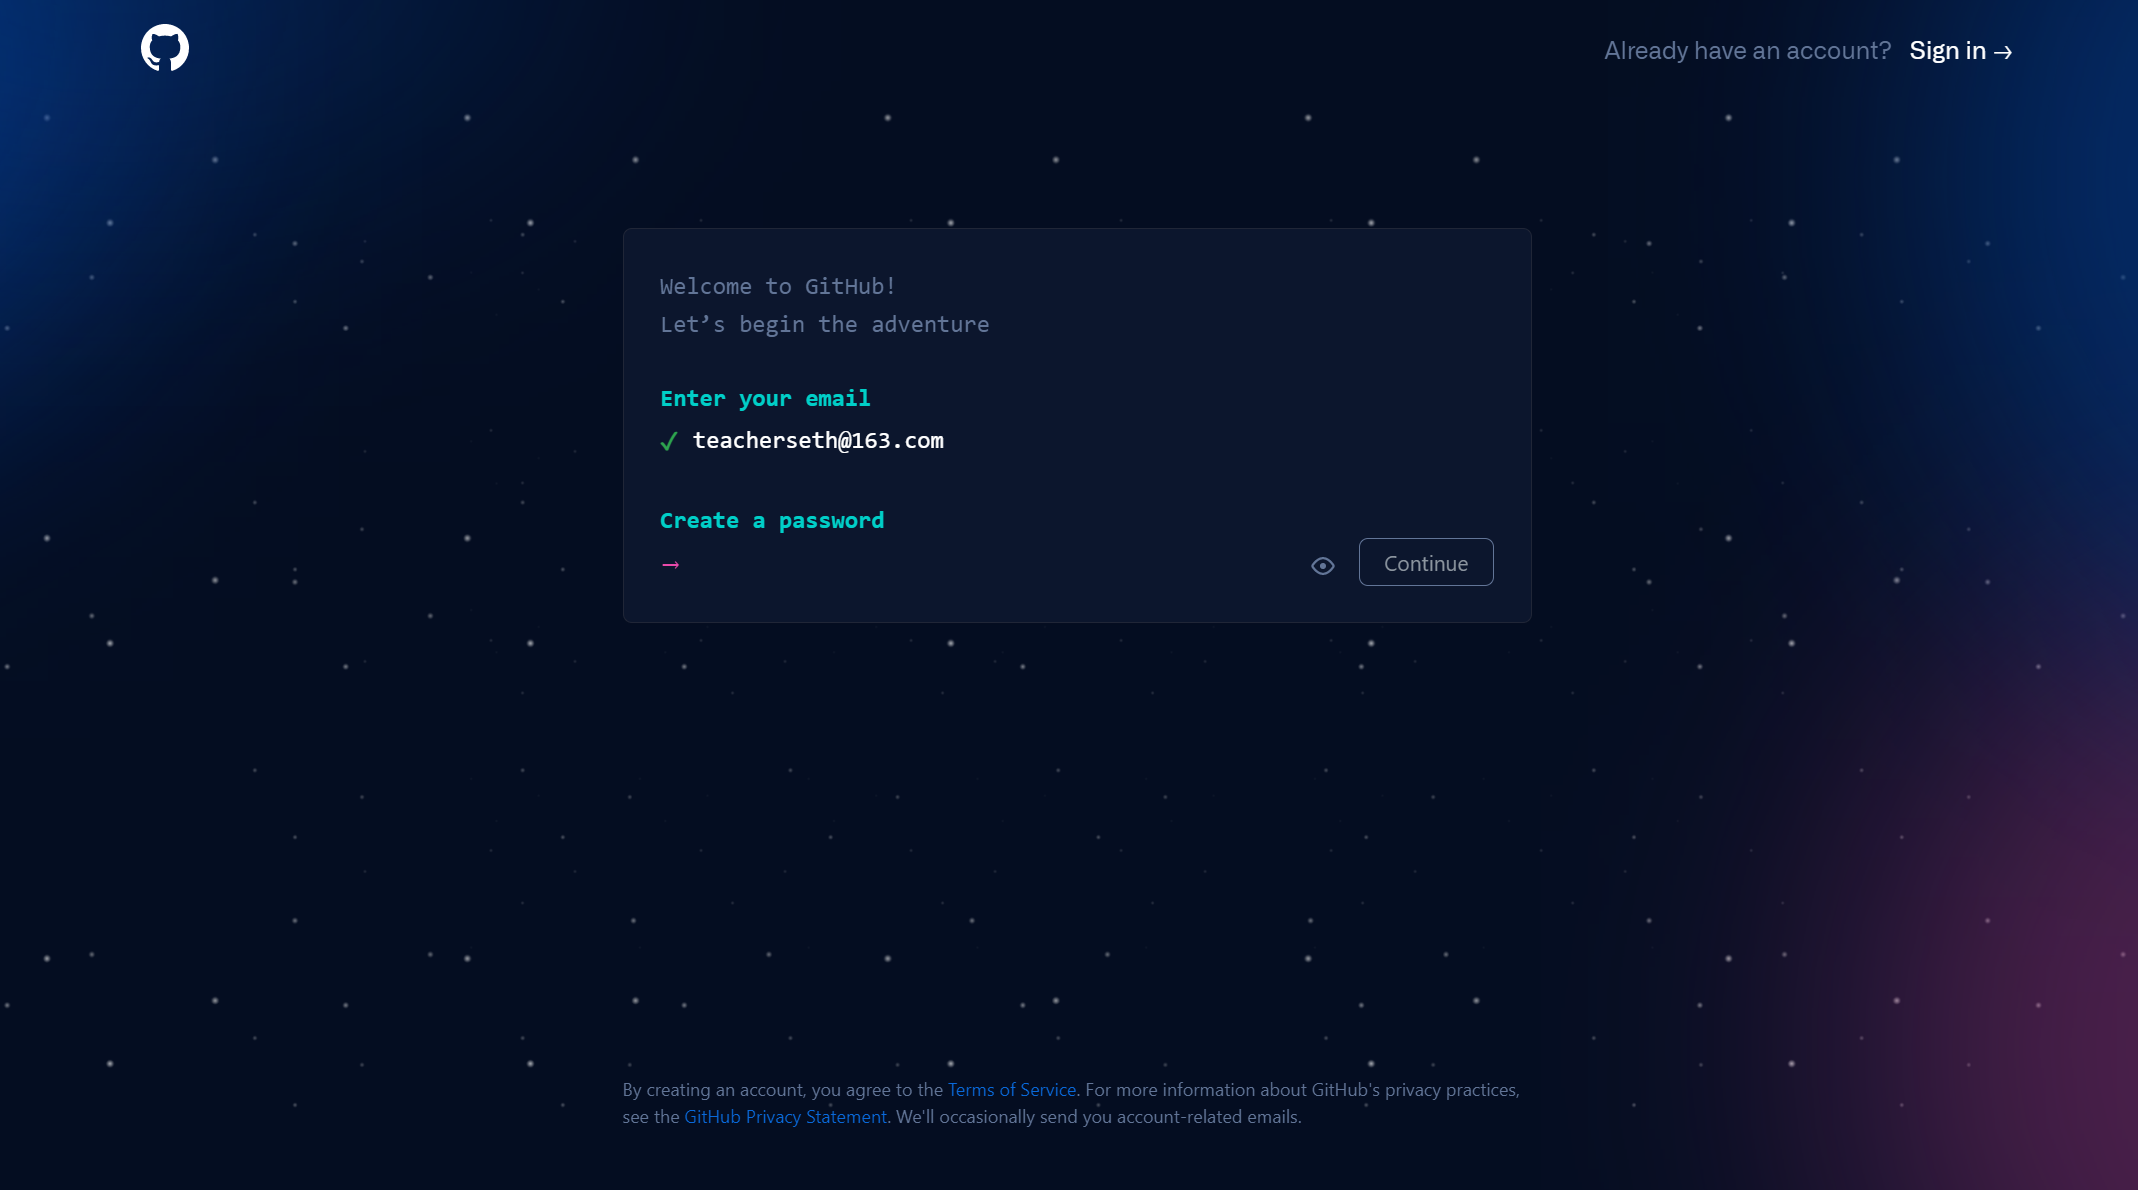 Already have an account? Sign in →
Welcome to GitHub!
Let’s begin the adventure
Enter your email
✓ teacherseth@163.com
Create a password
→
Continue
By creating an account, you agree to the Terms of Service. For more information about GitHub's privacy practices,
see the GitHub Privacy Statement. We'll occasionally send you account-related emails.